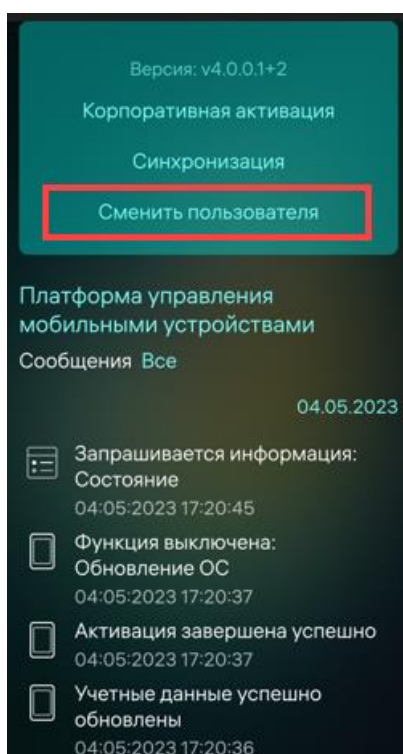 Версия: v4.0.0.1+2
Корпоративная активация
Синхронизация
Сменить пользователя
Платформа управления
мобильными устройствами
Сообщения Все
04.05.2023
Запрашивается информация:
Состояние
04:05:2023 17:20:45
Функция выключена:
Обновление ОС
04:05:2023 17:20:37
Активация завершена успешно
04:05:2023 17:20:37
Учетные данные успешно
обновлены
04:05:2023 17:20:36